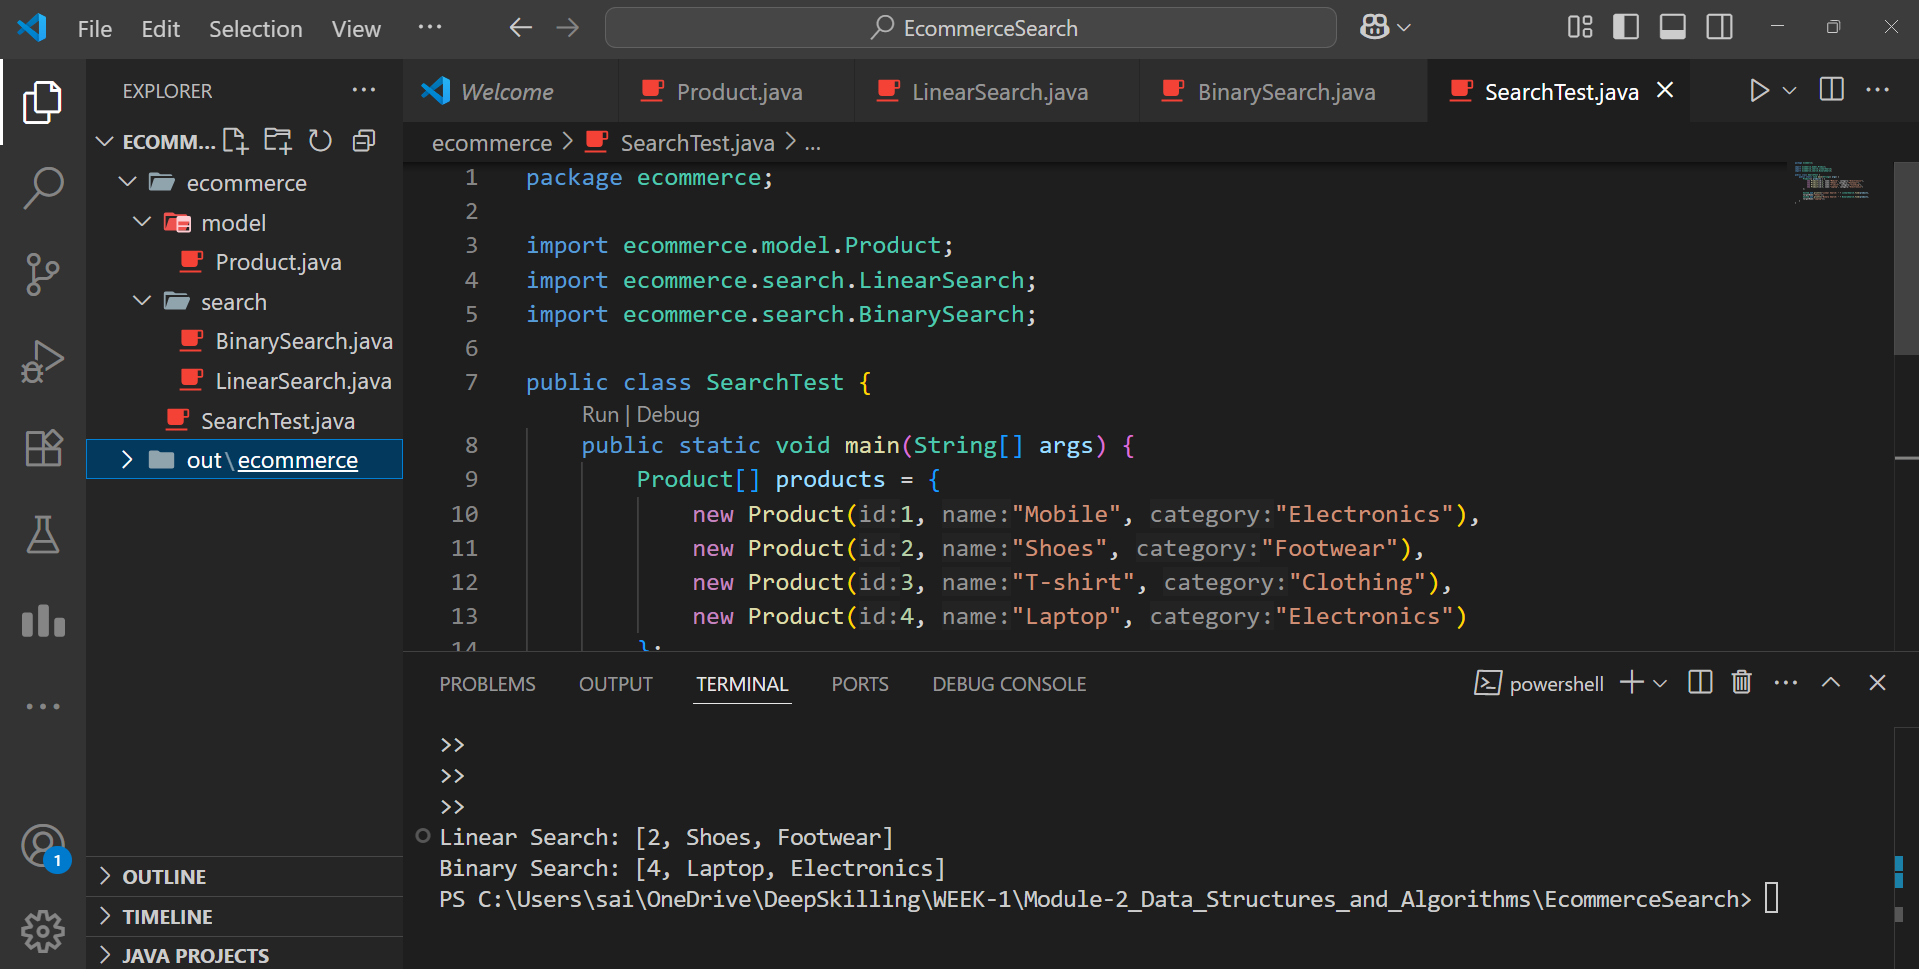 File Edit Selection View ··· EcommerceSearch
EXPLORER ···
ECOMM...
ecommerce
model
Product.java
search
BinarySearch.java
LinearSearch.java
SearchTest.java
out\ecommerce
1
OUTLINE
TIMELINE
JAVA PROJECTS
Welcome Product.java LinearSearch.java BinarySearch.java SearchTest.java
ecommerce > SearchTest.java > ...
1 package ecommerce;
2
3 import ecommerce.model.Product;
4 import ecommerce.search.LinearSearch;
5 import ecommerce.search.BinarySearch;
6
7 public class SearchTest {
Run | Debug
8 public static void main(String[] args) {
9 Product[] products = {
10 new Product(id:1, name:"Mobile", category:"Electronics"),
11 new Product(id:2, name:"Shoes", category:"Footwear"),
12 new Product(id:3, name:"T-shirt", category:"Clothing"),
13 new Product(id:4, name:"Laptop", category:"Electronics")
14 };
PROBLEMS OUTPUT TERMINAL PORTS DEBUG CONSOLE powershell
>>
>>
>>
Linear Search: [2, Shoes, Footwear]
Binary Search: [4, Laptop, Electronics]
PS C:\Users\sai\OneDrive\DeepSkilling\WEEK-1\Module-2_Data_Structures_and_Algorithms\EcommerceSearch>